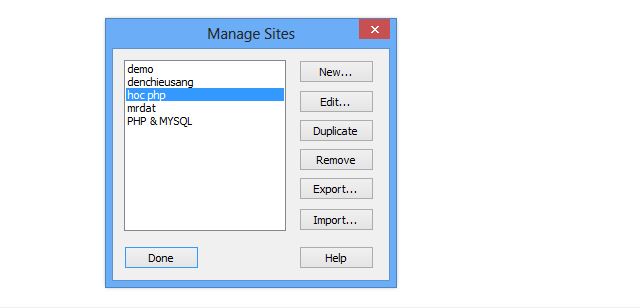 Manage Sites
demo
denchieusang
hoc php
mrdat
PHP & MYSQL
New...
Edit...
Duplicate
Remove
Export...
Import...
Done
Help